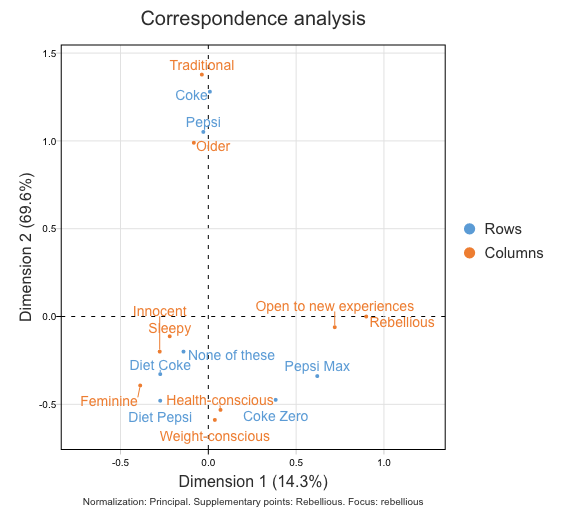 Correspondence analysis
1.5
Traditional
Coke
Pepsi
1.0
Older
0.5
Dimension 2 (69.6%)
Rows
Columns
Innocent
Open to new experiences
0.0
Rebellious
Sleepy
None of these
Diet Coke
Pepsi Max
Feminine
Health-conscious
-0.5
Diet Pepsi
Coke Zero
Weight-conscious
-0.5 0.0 0.5 1.0
Dimension 1 (14.3%)
Normalization: Principal. Supplementary points: Rebellious. Focus: rebellious